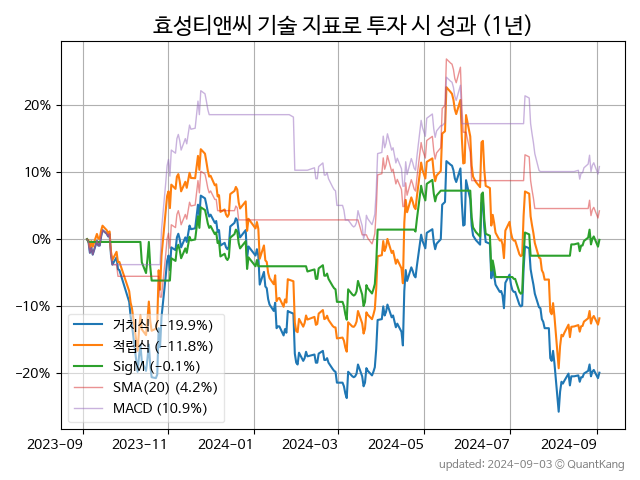 효성티앤씨 기술 지표로 투자 시 성과 (1년)
20%
10%
0%
−10%
−20%
거치식 (−19.9%)
적립식 (−11.8%)
SigM (−0.1%)
SMA(20) (4.2%)
MACD (10.9%)
2023-09 2023-11 2024-01 2024-03 2024-05 2024-07 2024-09
updated: 2024-09-03 © QuantKang